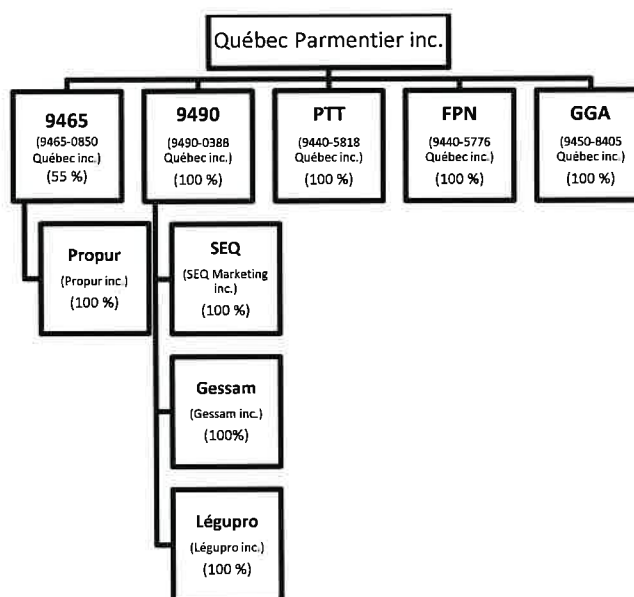 Québec Parmentier inc.
9465
(9465-0850
Québec inc.)
(55 %)
9490
(9490-0388
Québec inc.)
(100 %)
PTT
(9440-5818
Québec inc.)
(100 %)
FPN
(9440-5776
Québec inc.)
(100 %)
GGA
(9450-8405
Québec inc.)
(100 %)
Propur
(Propur inc.)
(100 %)
SEQ
(SEQ Marketing
inc.)
(100 %)
Gessam
(Gessam inc.)
(100%)
Légupro
(Légupro inc.)
(100 %)